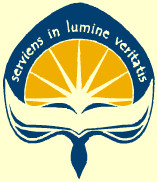 serviens in lumine veritatis